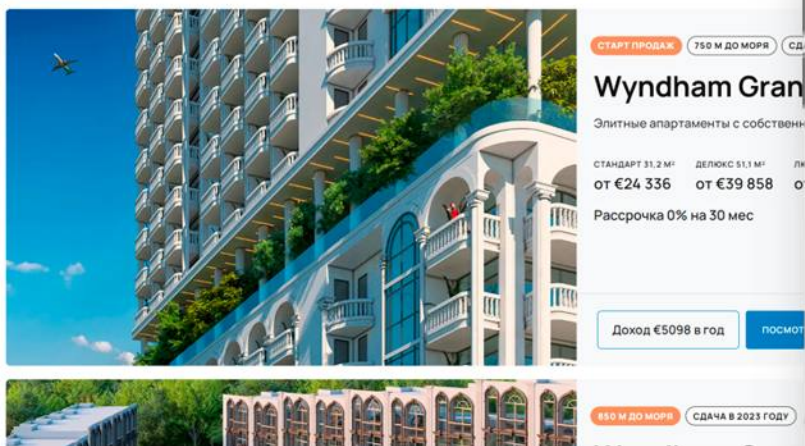 СТАРТ ПРОДАЖ 750 М ДО МОРЯ
Wyndham Gran
Элитные апартаменты с собственн
СТАНДАРТ 31,2 М² ДЕЛЮКС 51,1 М²
от €24 336 от €39 858
Рассрочка 0% на 30 мес
Доход €5098 в год ПОСМОТ
850 М ДО МОРЯ СДАЧА В 2023 ГОДУ